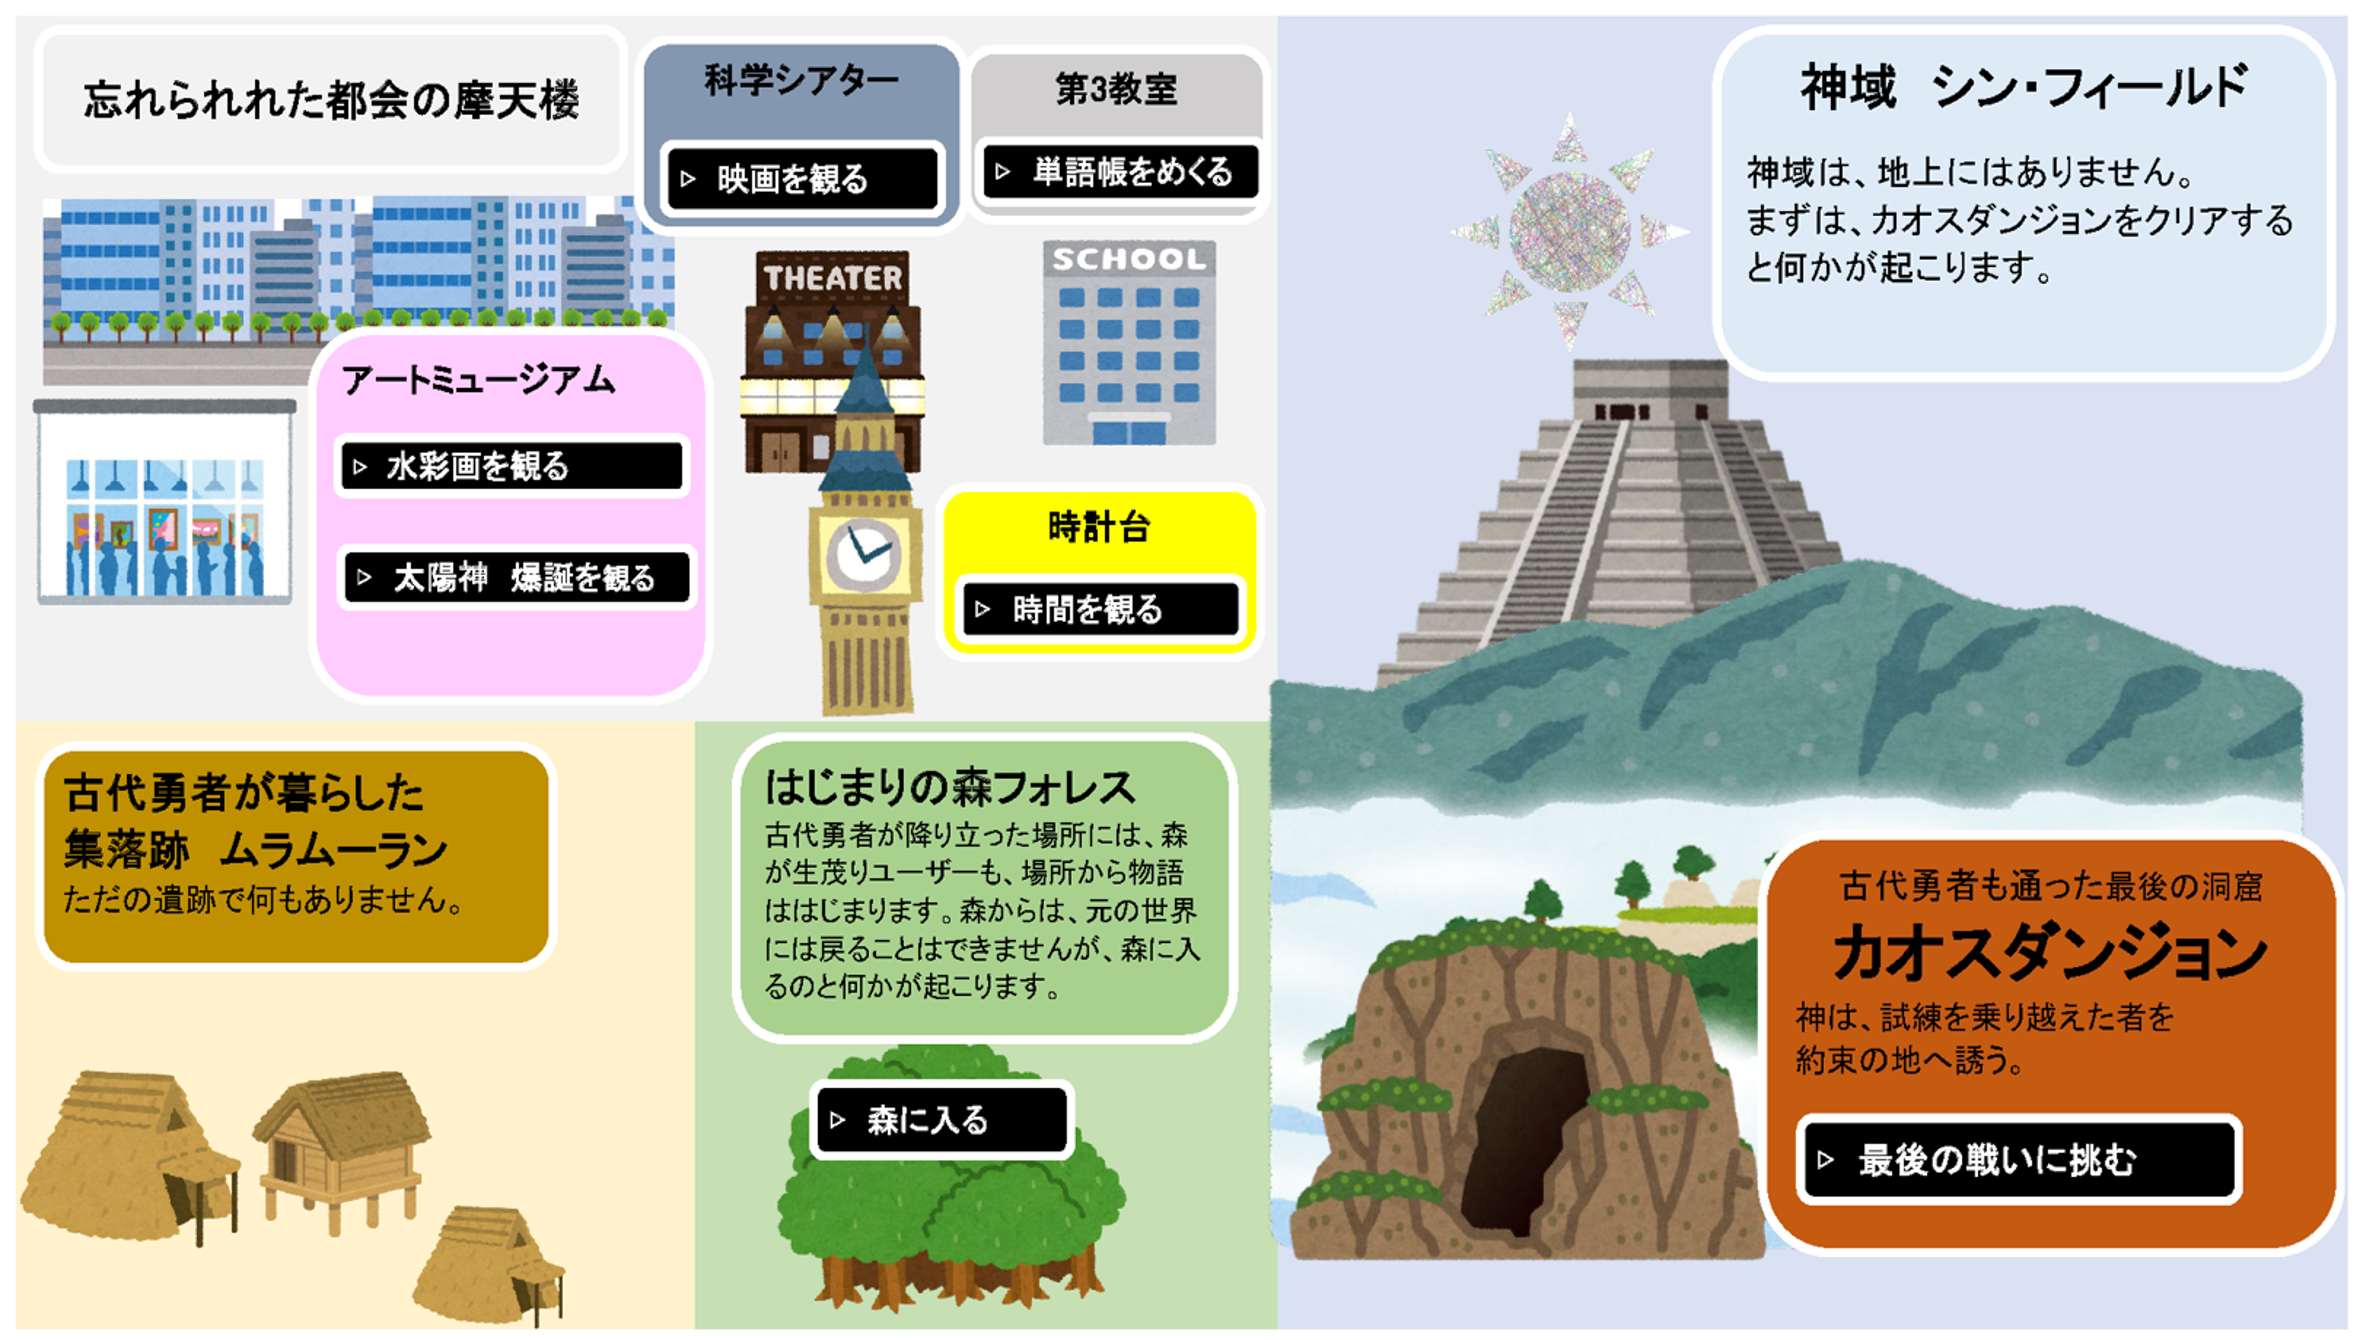 忘れられれた都会の摩天楼
科学シアター
▷ 映画を観る
第3教室
▷ 単語帳をめくる
THEATER
SCHOOL
アートミュージアム
▷ 水彩画を観る
▷ 太陽神 爆誕を観る
時計台
▷ 時間を観る
神域 シン・フィールド
神域は、地上にはありません。
まずは、カオスダンジョンをクリアする
と何かが起こります。
古代勇者が暮らした
集落跡 ムラムーラン
ただの遺跡で何もありません。
はじまりの森フォレス
古代勇者が降り立った場所には、森
が生茂りユーザーも、場所から物語
ははじまります。森からは、元の世界
には戻ることはできませんが、森に入
るのと何かが起こります。
▷ 森に入る
古代勇者も通った最後の洞窟
カオスダンジョン
神は、試練を乗り越えた者を
約束の地へ誘う。
▷ 最後の戦いに挑む